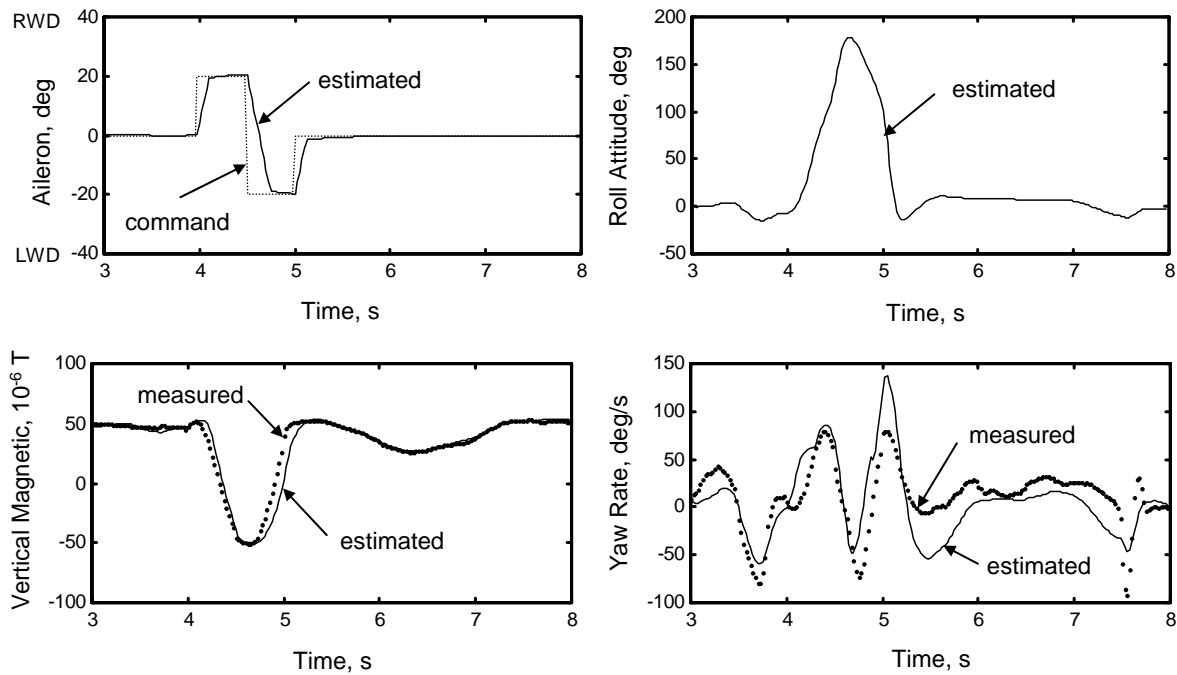 RWD
40
20
0
-20
LWD -40
Aileron, deg
estimated
command
3 4 5 6 7 8
Time, s
200
150
100
50
0
-50
Roll Attitude, deg
estimated
3 4 5 6 7 8
Time, s
100
50
0
-50
-100
Vertical Magnetic, 10⁻⁶ T
measured
estimated
3 4 5 6 7 8
Time, s
150
100
50
0
-50
-100
Yaw Rate, deg/s
measured
estimated
3 4 5 6 7 8
Time, s